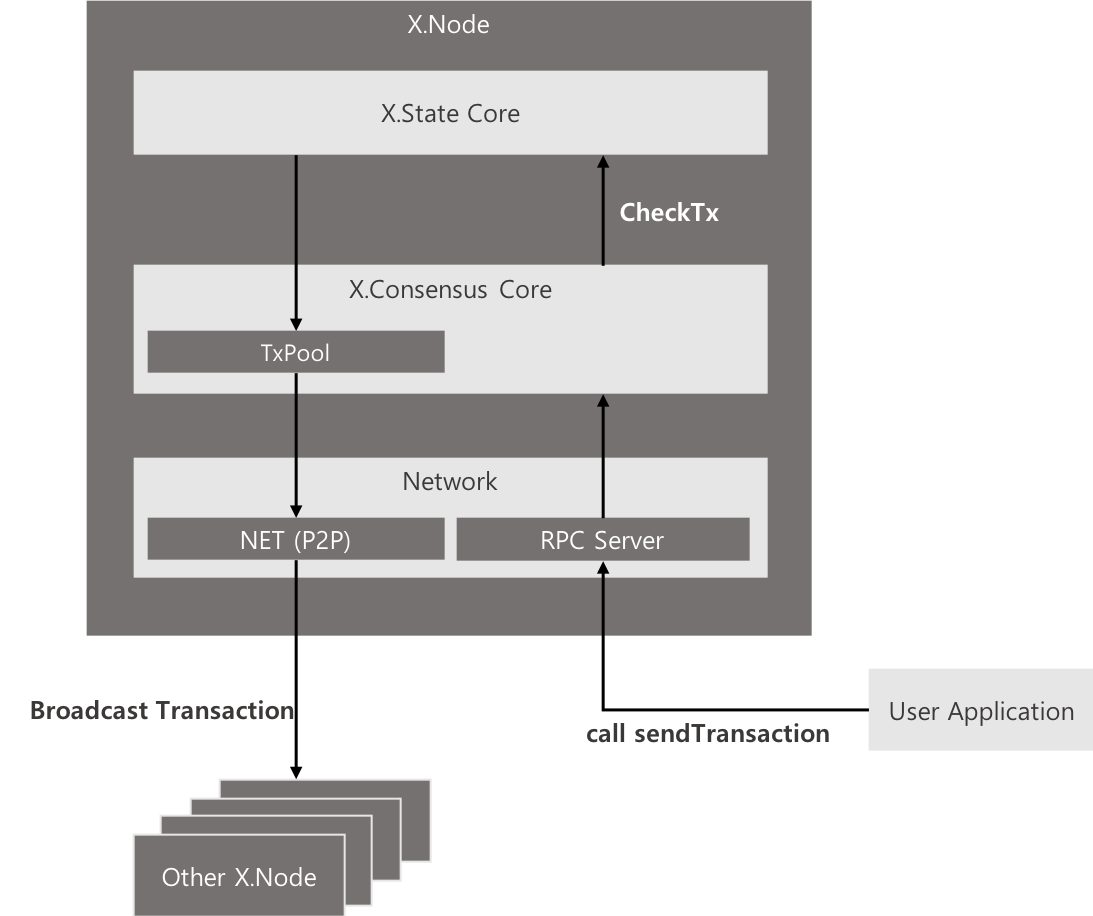 X.Node
X.State Core
CheckTx
X.Consensus Core
TxPool
Network
NET (P2P)
RPC Server
Broadcast Transaction
User Application
call sendTransaction
Other X.Node